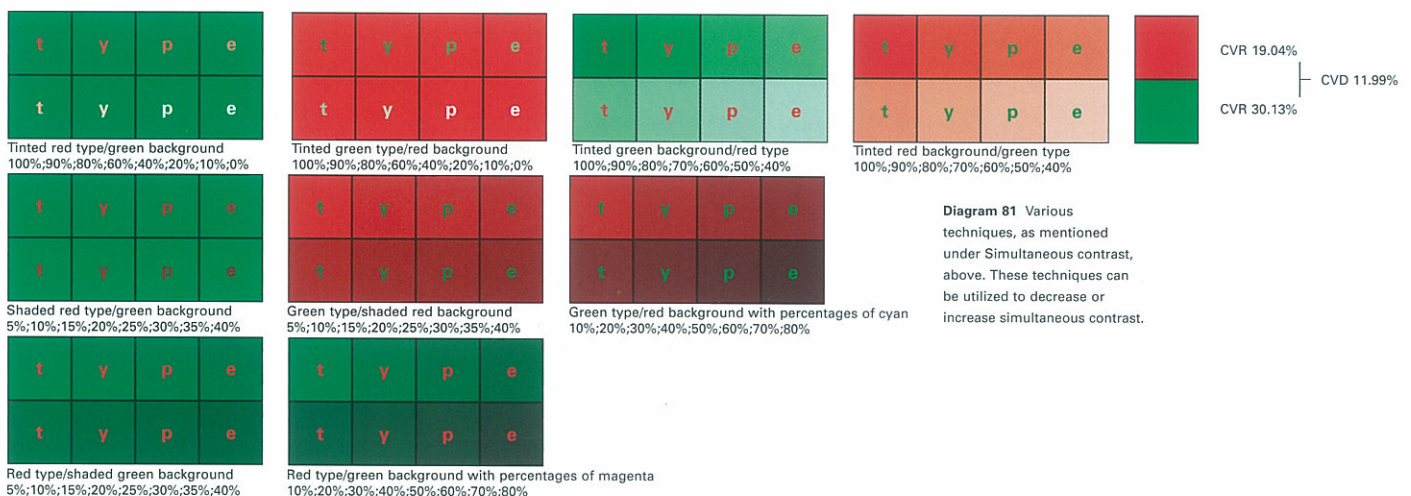 t y p e
t y p e
Tinted red type/green background
100%;90%;80%;60%;40%;20%;10%;0%
t y p e
t y p e
Tinted green type/red background
100%;90%;80%;60%;40%;20%;10%;0%
t y p e
t y p e
Tinted green background/red type
100%;90%;80%;70%;60%;50%;40%
t y p e
t y p e
Tinted red background/green type
100%;90%;80%;70%;60%;50%;40%
CVR 19.04%
CVD 11.99%
CVR 30.13%
t y p e
t y p e
Shaded red type/green background
5%;10%;15%;20%;25%;30%;35%;40%
t y p e
t y p e
Green type/shaded red background
5%;10%;15%;20%;25%;30%;35%;40%
t y p e
t y p e
Green type/red background with percentages of cyan
10%;20%;30%;40%;50%;60%;70%;80%
Diagram 81 Various
techniques, as mentioned
under Simultaneous contrast,
above. These techniques can
be utilized to decrease or
increase simultaneous contrast.
t y p e
t y p e
Red type/shaded green background
5%;10%;15%;20%;25%;30%;35%;40%
t y p e
t y p e
Red type/green background with percentages of magenta
10%;20%;30%;40%;50%;60%;70%;80%